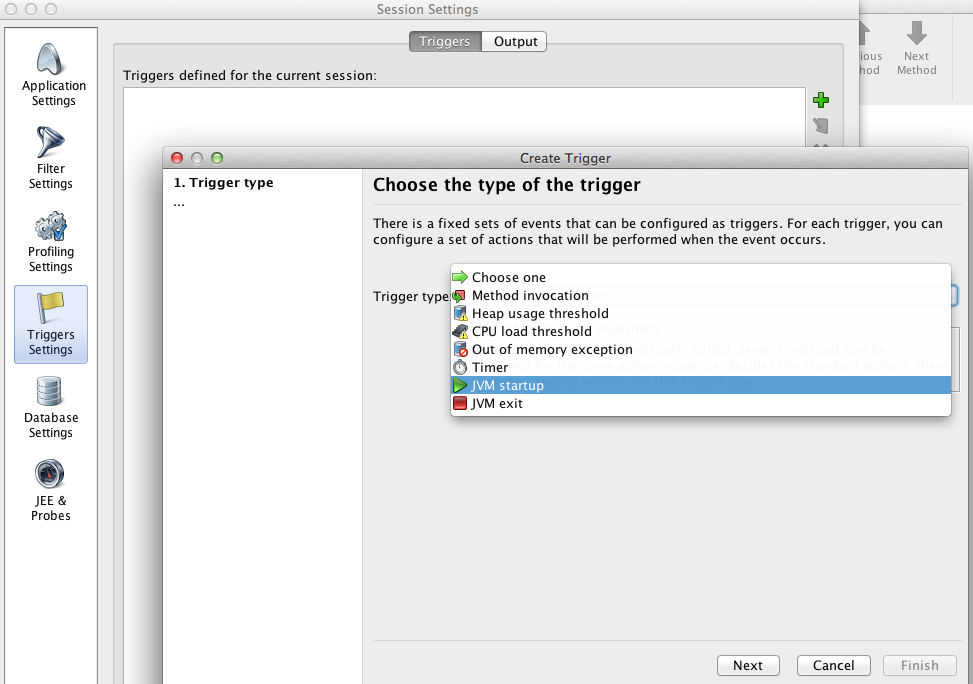 Session Settings
Triggers
Output
Next
Method
Application
Settings
Filter
Settings
Profiling
Settings
Triggers
Settings
Database
Settings
JEE &
Probes
Triggers defined for the current session:
Create Trigger
1. Trigger type
...
Choose the type of the trigger
There is a fixed sets of events that can be configured as triggers. For each trigger, you can
configure a set of actions that will be performed when the event occurs.
Trigger type
Choose one
Method invocation
Heap usage threshold
CPU load threshold
Out of memory exception
Timer
JVM startup
JVM exit
Next
Cancel
Finish